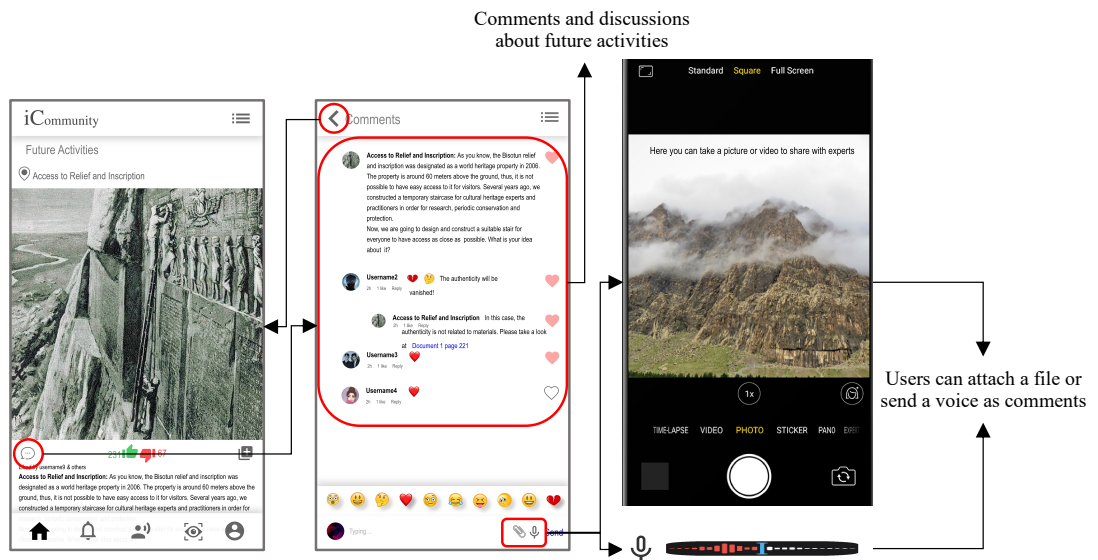 Comments and discussions
about future activities
iCommunity
Future Activities
Access to Relief and Inscription
231
67
Liked by username9 & others
Access to Relief and Inscription: As you know, the Bisotun relief and inscription was
designated as a world heritage property in 2006. The property is around 60 meters above the
ground, thus, it is not possible to have easy access to it for visitors. Several years ago, we
constructed a temporary staircase for cultural heritage experts and practitioners in order for
Comments
Access to Relief and Inscription: As you know, the Bisotun relief
and inscription was designated as a world heritage property in 2006.
The property is around 60 meters above the ground, thus, it is not
possible to have easy access to it for visitors. Several years ago, we
constructed a temporary staircase for cultural heritage experts and
practitioners in order for research, periodic conservation and
protection.
Now, we are going to design and construct a suitable stair for
everyone to have access as close as possible. What is your idea
about it?
Username2 The authenticity will be
2h 1 like Reply
vanished!
Access to Relief and Inscription In this case, the
2h 1 like Reply
authenticity is not related to materials. Please take a look
at Document 1 page 221
Username3
2h 1 like Reply
Username4
2h 1 like Reply
Typing...
Send
Standard Square Full Screen
Here you can take a picture or video to share with experts
1x
TIME-LAPSE VIDEO PHOTO STICKER PANO EXPERT
Users can attach a file or
send a voice as comments